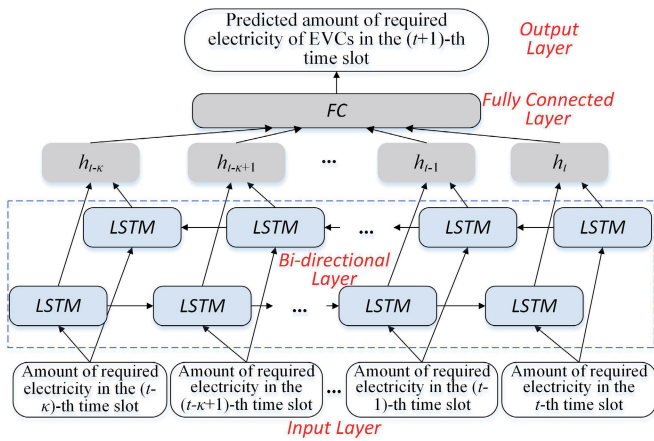 Predicted amount of required
electricity of EVCs in the (t+1)-th
time slot
Output
Layer
FC
Fully Connected
Layer
h_{t-κ}
h_{t-κ+1}
...
h_{t-1}
h_t
LSTM
LSTM
...
LSTM
LSTM
Bi-directional
Layer
LSTM
LSTM
...
LSTM
LSTM
Amount of required
electricity in the (t-
κ)-th time slot
Amount of required
electricity in the
(t-κ+1)-th time slot
...
Amount of required
electricity in the (t-
1)-th time slot
Amount of required
electricity in the
t-th time slot
Input Layer